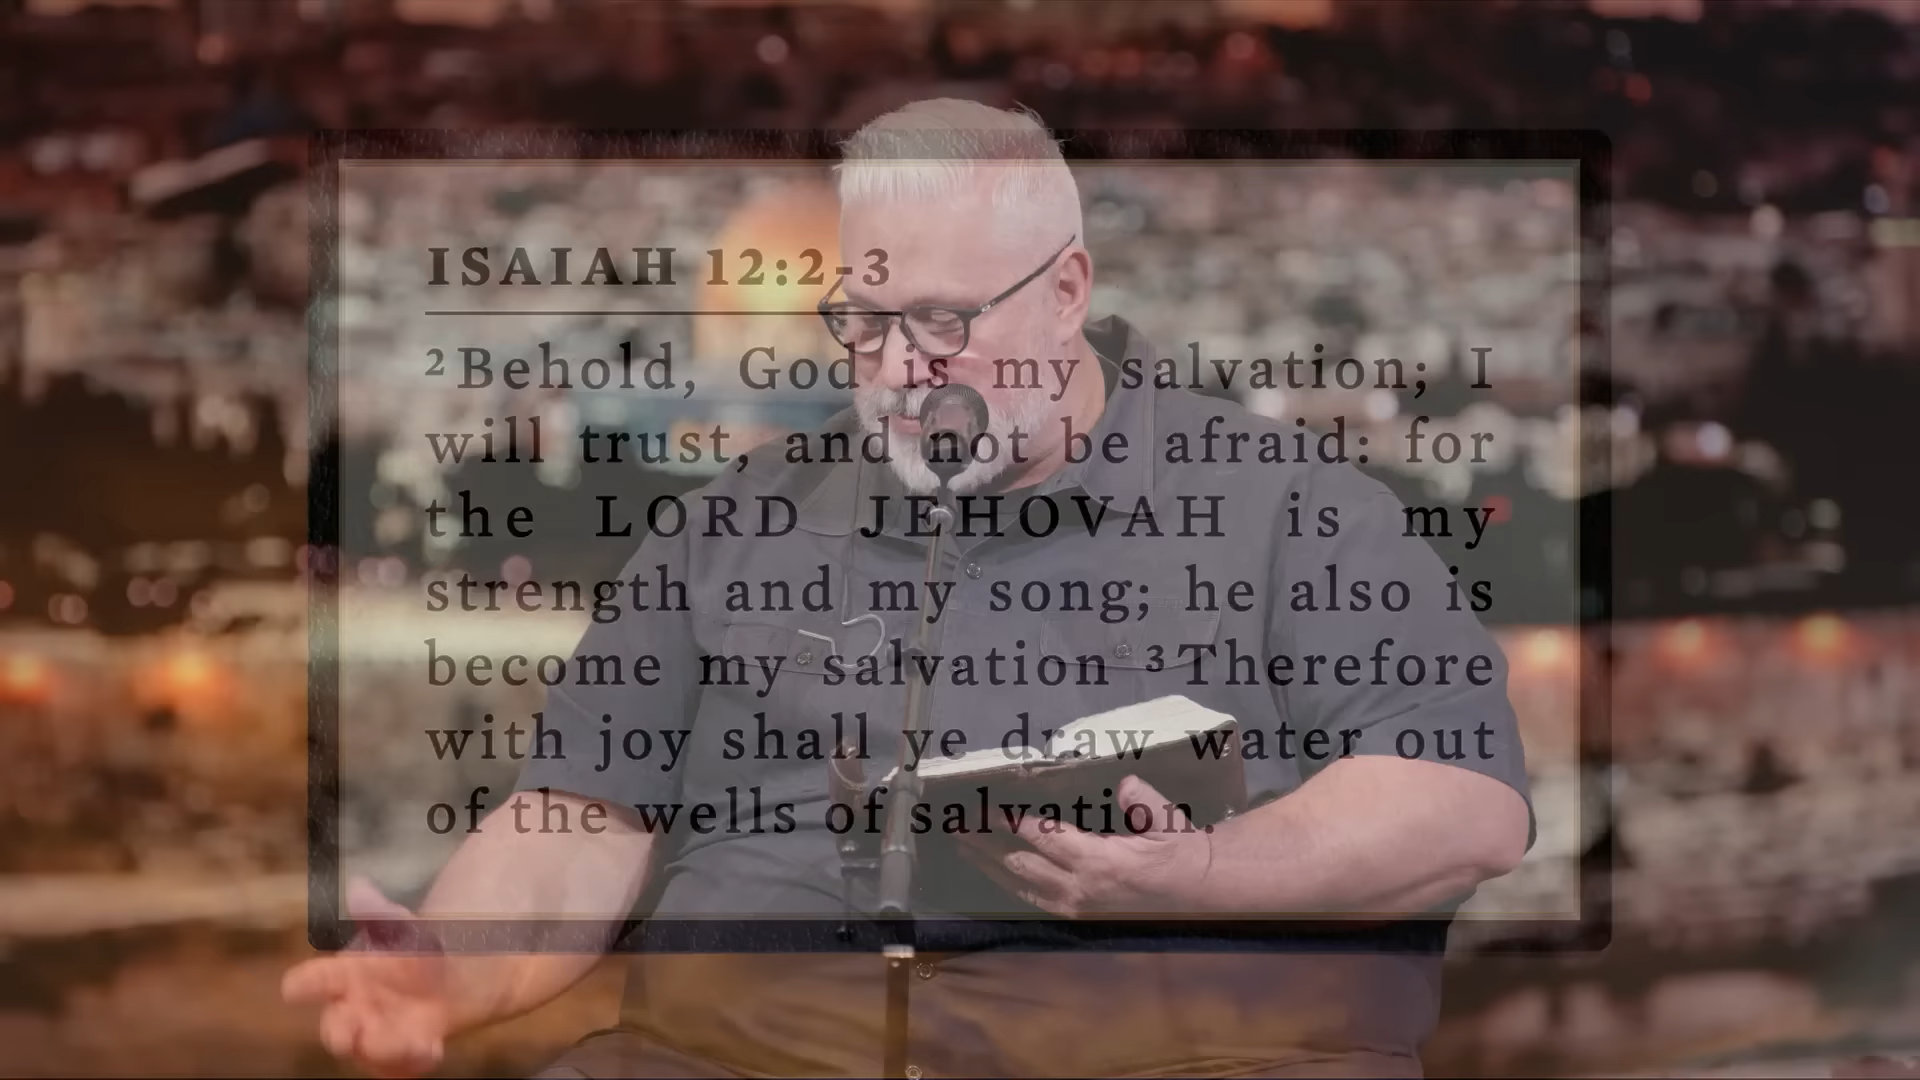 ISAIAH 12:2-3
²Behold, God is my salvation; I
will trust, and not be afraid: for
the LORD JEHOVAH is my
strength and my song; he also is
become my salvation ³Therefore
with joy shall ye draw water out
of the wells of salvation.